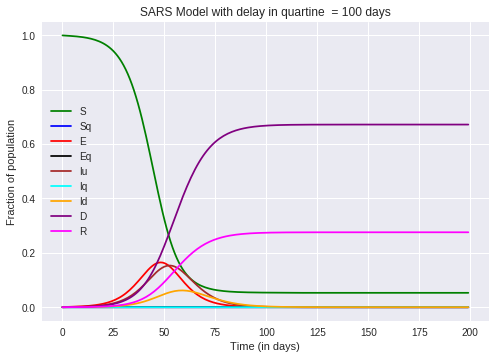 SARS Model with delay in quartine = 100 days
Fraction of population
1.0
0.8
0.6
0.4
0.2
0.0
S
Sq
E
Eq
Iu
Iq
Id
D
R
0 25 50 75 100 125 150 175 200
Time (in days)